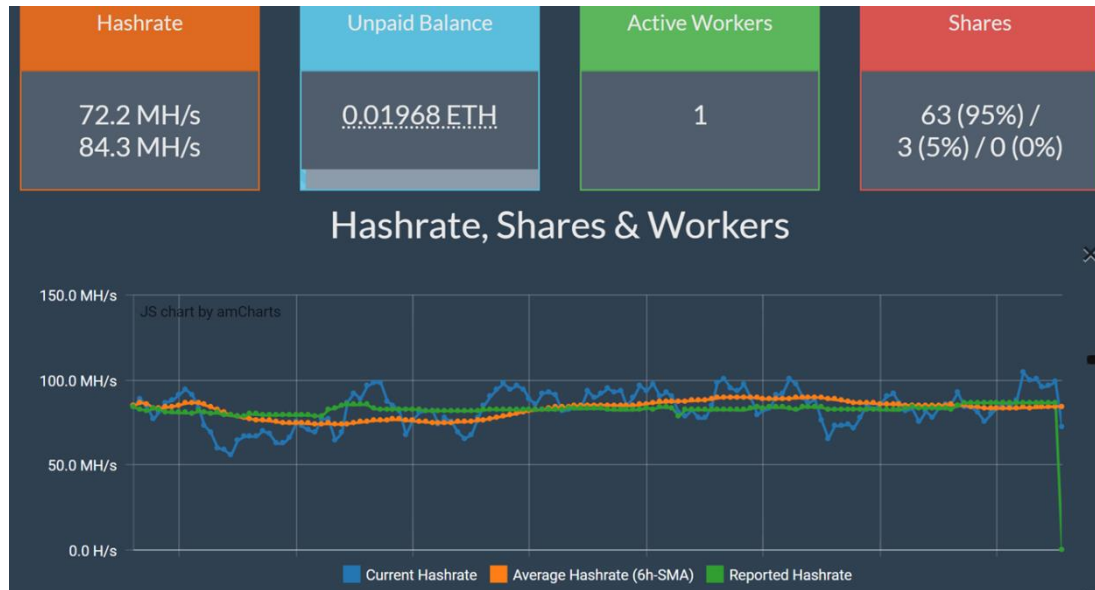 Hashrate
Unpaid Balance
Active Workers
Shares
72.2 MH/s
84.3 MH/s
0.01968 ETH
1
63 (95%) /
3 (5%) / 0 (0%)
Hashrate, Shares & Workers
150.0 MH/s
JS chart by amCharts
100.0 MH/s
50.0 MH/s
0.0 H/s
Current Hashrate
Average Hashrate (6h-SMA)
Reported Hashrate